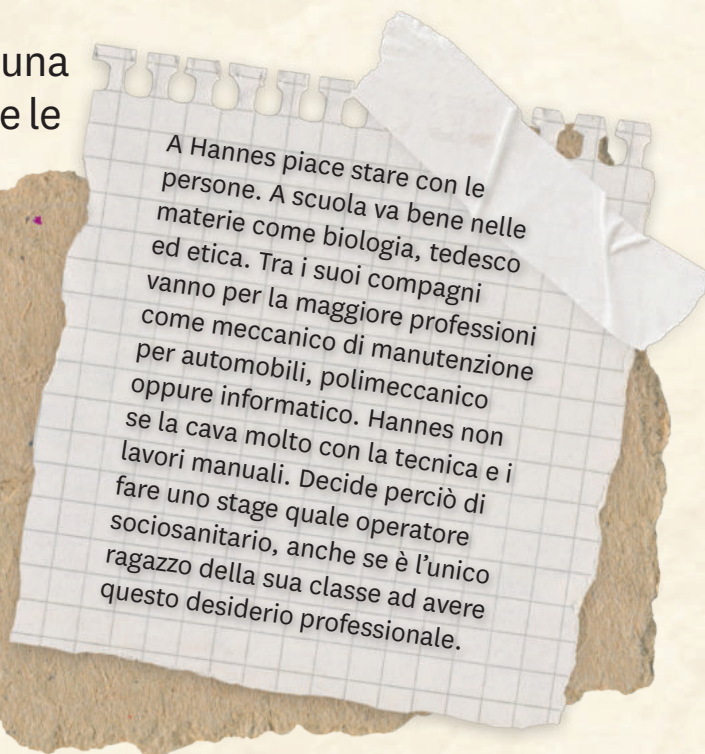 una
e le
A Hannes piace stare con le
persone. A scuola va bene nelle
materie come biologia, tedesco
ed etica. Tra i suoi compagni
vanno per la maggiore professioni
come meccanico di manutenzione
per automobili, polimeccanico
oppure informatico. Hannes non
se la cava molto con la tecnica e i
lavori manuali. Decide perciò di
fare uno stage quale operatore
sociosanitario, anche se è l'unico
ragazzo della sua classe ad avere
questo desiderio professionale.